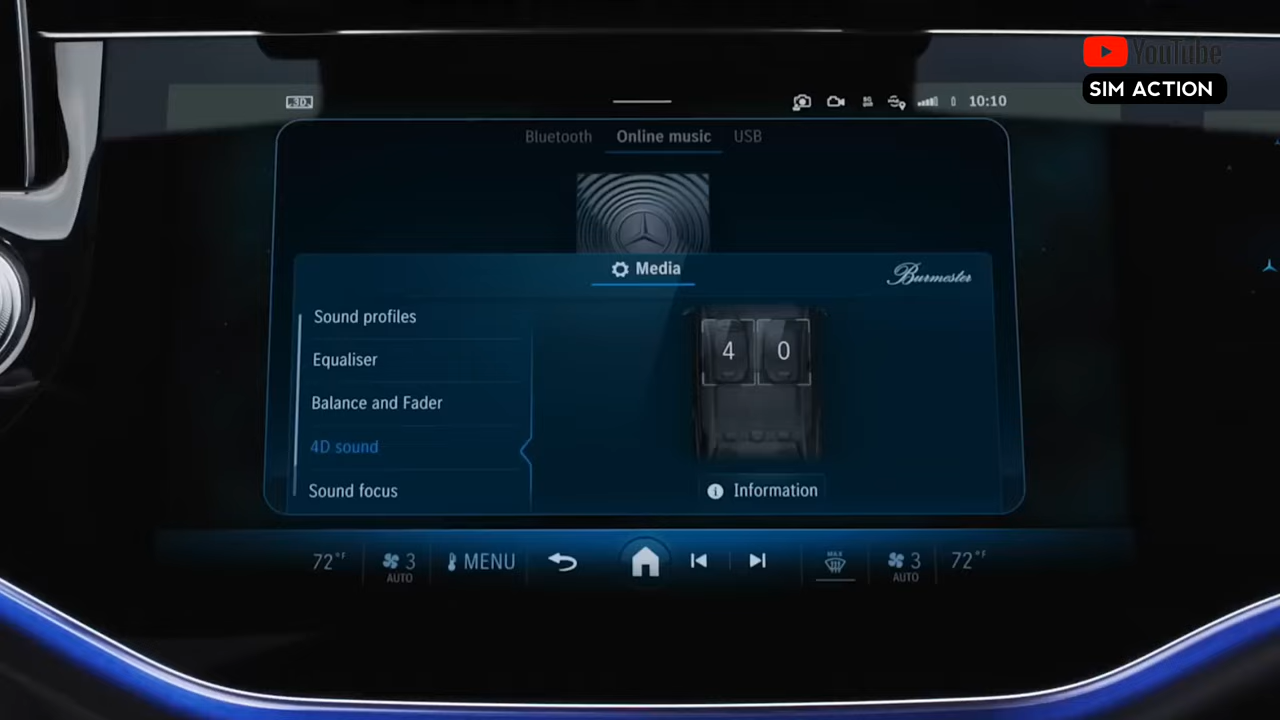 YouTube
SIM ACTION
3D
5G
10:10
Bluetooth Online music USB
Media
Burmester
Sound profiles
Equaliser
Balance and Fader
4D sound
Sound focus
4 0
Information
72°F
3
AUTO
MENU
MAX
3
AUTO
72°F